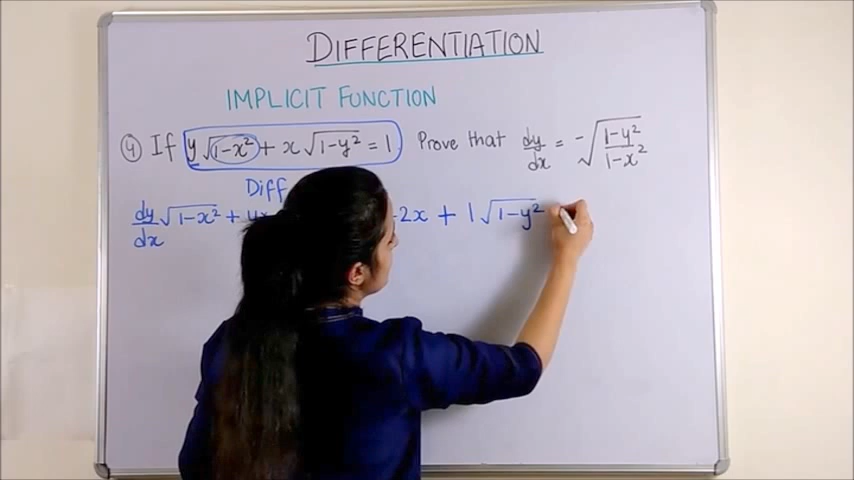 DIFFERENTIATION
IMPLICIT FUNCTION
④ If y√(1-x²) + x√(1-y²) = 1 Prove that dy/dx = -√((1-y²)/(1-x²))
Diff
dy/dx √(1-x²) + -2x + 1√(1-y²)